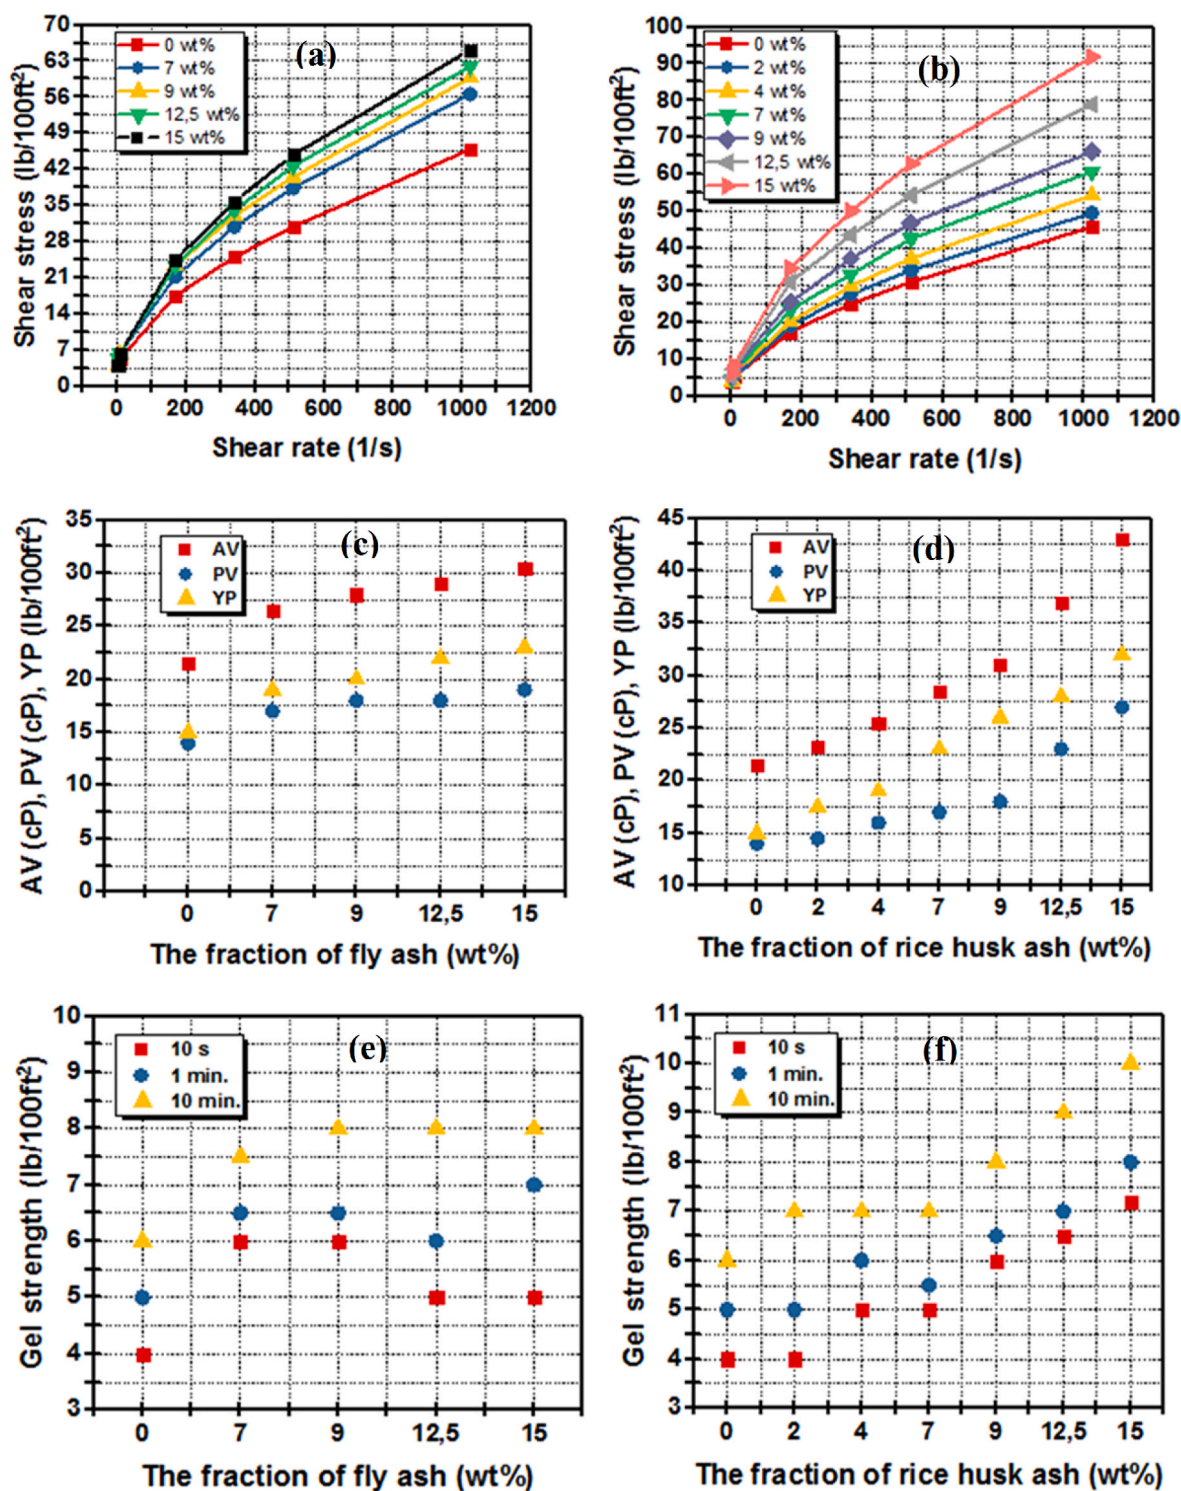 (a)
Shear stress (lb/100ft²)
70
63
56
49
42
35
28
21
14
7
0
0 wt%
7 wt%
9 wt%
12,5 wt%
15 wt%
0 200 400 600 800 1000 1200
Shear rate (1/s)
(b)
Shear stress (lb/100ft²)
100
90
80
70
60
50
40
30
20
10
0
0 wt%
2 wt%
4 wt%
7 wt%
9 wt%
12,5 wt%
15 wt%
0 200 400 600 800 1000 1200
Shear rate (1/s)
(c)
AV (cP), PV (cP), YP (lb/100ft²)
35
30
25
20
15
10
5
0
AV
PV
YP
0 7 9 12,5 15
The fraction of fly ash (wt%)
(d)
AV (cP), PV (cP), YP (lb/100ft²)
45
40
35
30
25
20
15
10
AV
PV
YP
0 2 4 7 9 12,5 15
The fraction of rice husk ash (wt%)
(e)
Gel strength (lb/100ft²)
10
9
8
7
6
5
4
3
10 s
1 min.
10 min.
0 7 9 12,5 15
The fraction of fly ash (wt%)
(f)
Gel strength (lb/100ft²)
11
10
9
8
7
6
5
4
3
10 s
1 min.
10 min.
0 2 4 7 9 12,5 15
The fraction of rice husk ash (wt%)